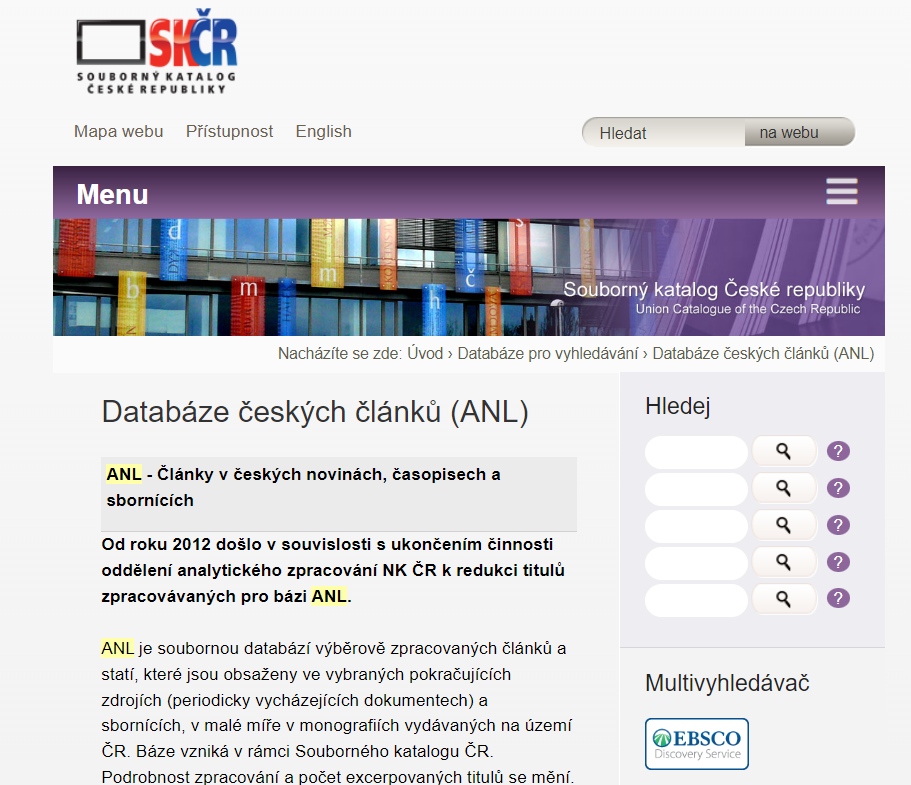 SKČR
SOUBORNÝ KATALOG
ČESKÉ REPUBLIKY
Mapa webu Přístupnost English
Hledat na webu
Menu
d
s
b
m
m
h
č
Souborný katalog České republiky
Union Catalogue of the Czech Republic
Nacházíte se zde: Úvod › Databáze pro vyhledávání › Databáze českých článků (ANL)
Databáze českých článků (ANL)
ANL - Články v českých novinách, časopisech a
sbornících
Od roku 2012 došlo v souvislosti s ukončením činnosti
oddělení analytického zpracování NK ČR k redukci titulů
zpracovávaných pro bázi ANL.
ANL je soubornou databází výběrově zpracovaných článků a
statí, které jsou obsaženy ve vybraných pokračujících
zdrojích (periodicky vycházejících dokumentech) a
sbornících, v malé míře v monografiích vydávaných na území
ČR. Báze vzniká v rámci Souborného katalogu ČR.
Podrobnost zpracování a počet excerpovaných titulů se mění.
Hledej
?
?
?
?
?
Multivyhledávač
EBSCO
Discovery Service